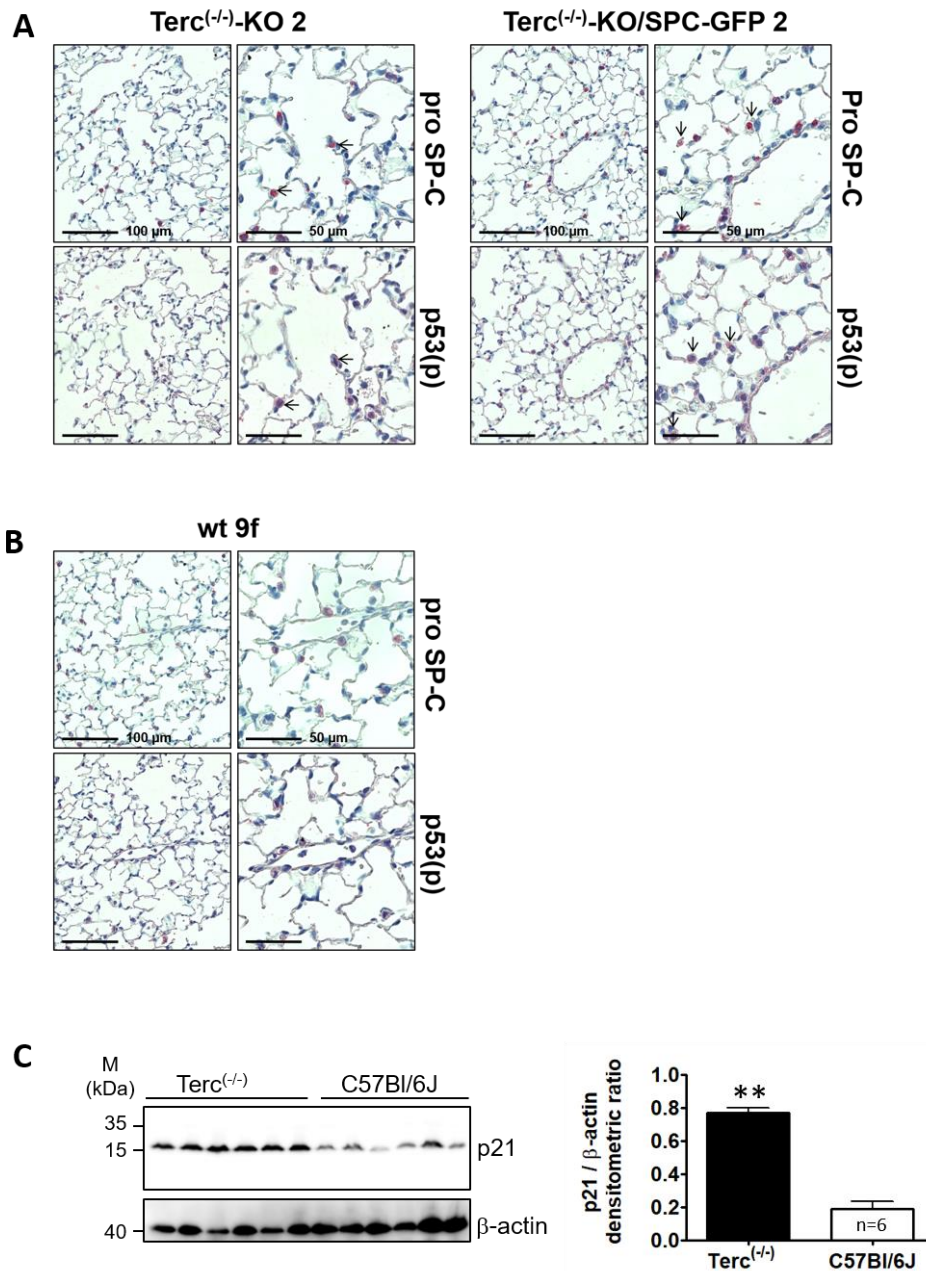 A
Terc(-/-)-KO 2
Terc(-/-)-KO/SPC-GFP 2
pro SP-C
Pro SP-C
100 µm
50 µm
100 µm
50 µm
p53(p)
p53(p)
B
wt 9f
pro SP-C
100 µm
50 µm
p53(p)
C
M
(kDa)
Terc(-/-)
C57Bl/6J
35
15
p21
40
β-actin
p21 / β-actin
densitometric ratio
1.0
0.8
0.6
0.4
0.2
0.0
**
n=6
Terc(-/-)
C57Bl/6J